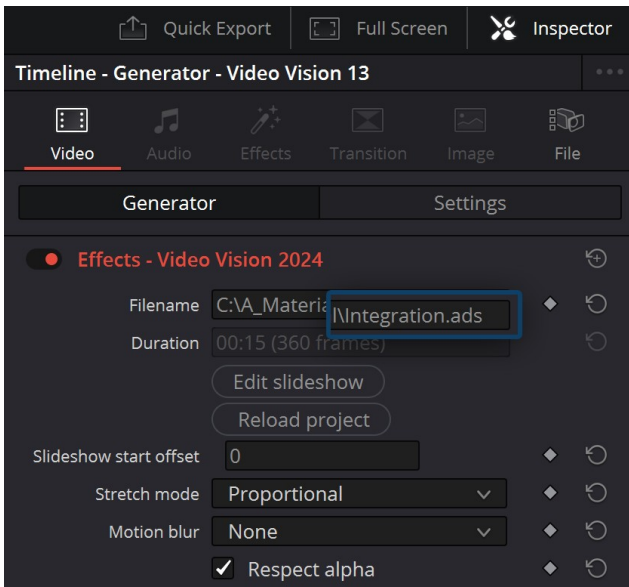 Quick Export Full Screen Inspector
Timeline - Generator - Video Vision 13
Video Audio Effects Transition Image File
Generator Settings
Effects - Video Vision 2024
Filename C:\A_Materia l\Integration.ads
Duration 00:15 (360 frames)
Edit slideshow
Reload project
Slideshow start offset 0
Stretch mode Proportional
Motion blur None
Respect alpha